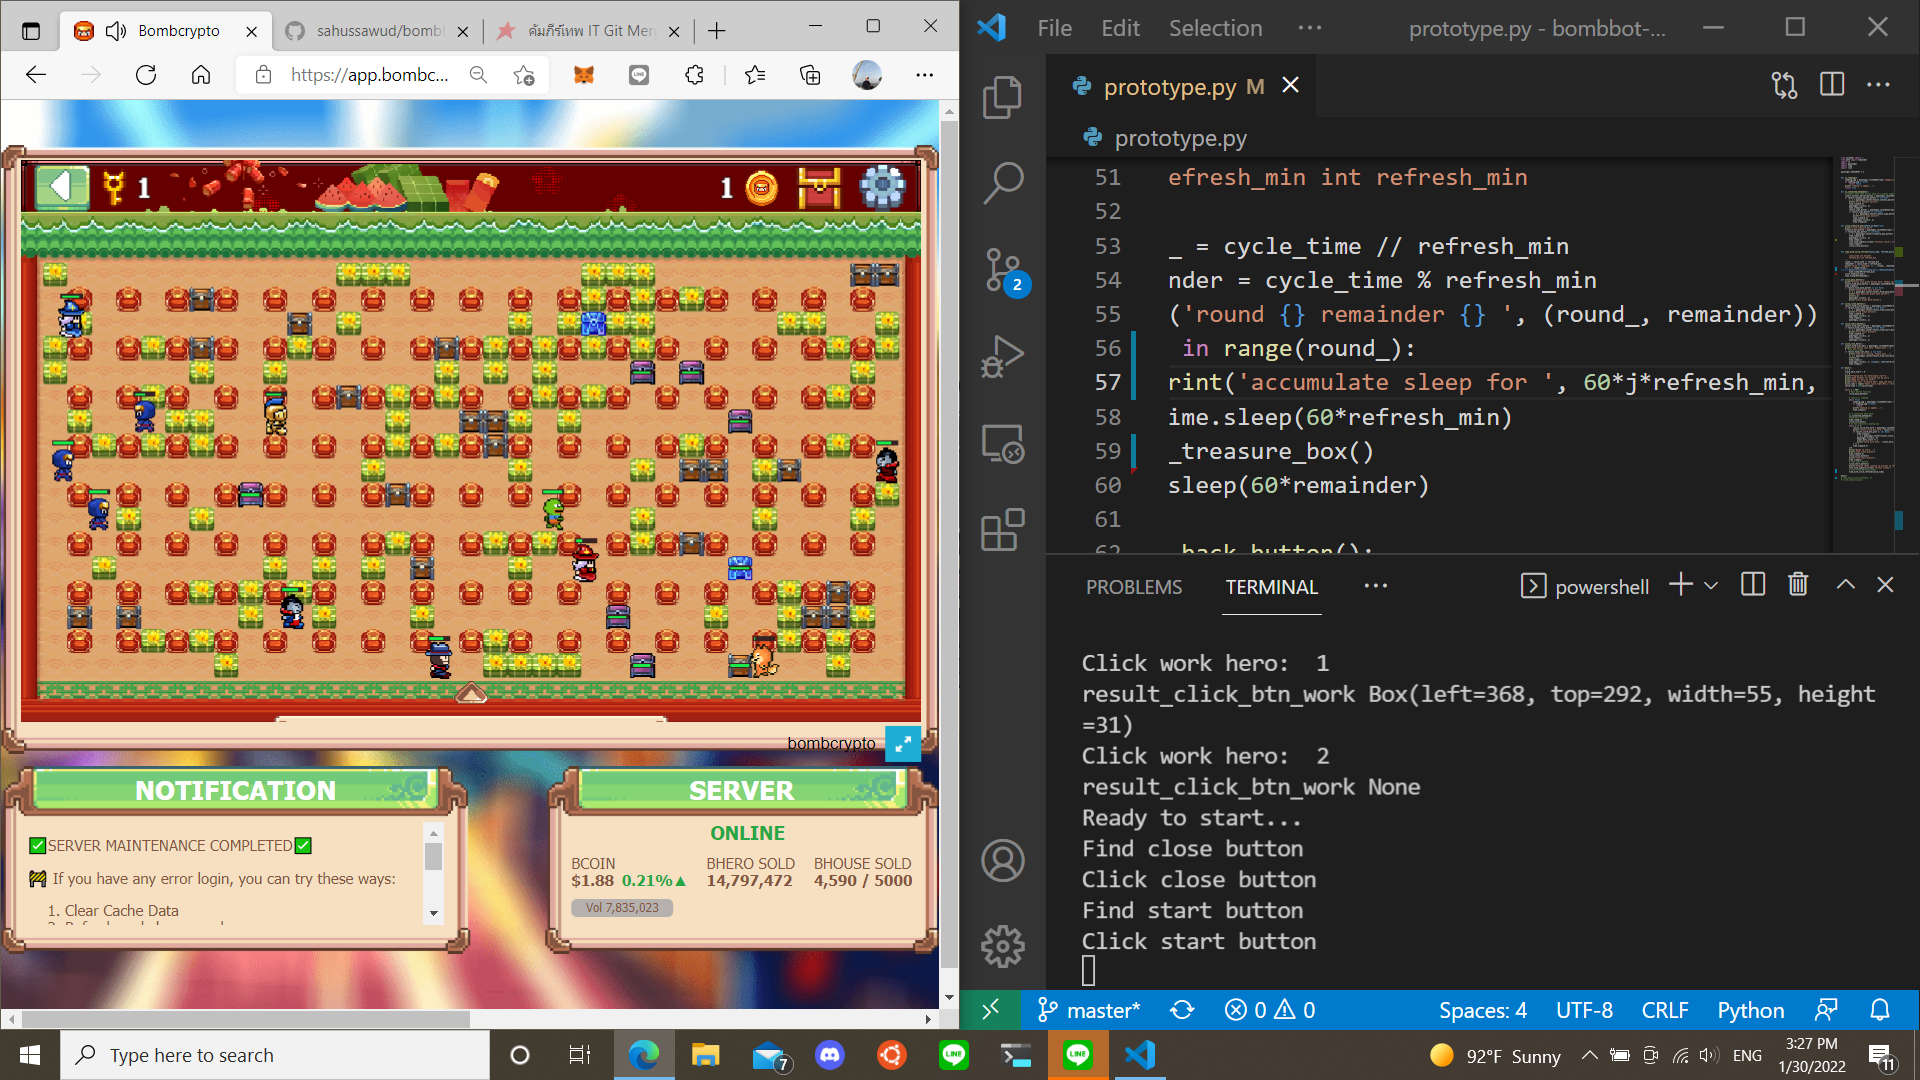 Bombcrypto
sahussawud/bombl
คัมภีร์เทพ IT Git Mer
https://app.bombc...
1
1
bombcrypto
NOTIFICATION
✅SERVER MAINTENANCE COMPLETED✅
🚧 If you have any error login, you can try these ways:
1. Clear Cache Data
SERVER
ONLINE
BCOIN BHERO SOLD BHOUSE SOLD
$1.88 0.21%▲ 14,797,472 4,590 / 5000
Vol 7,835,023
File Edit Selection ···
prototype.py - bombbot-...
prototype.py M
prototype.py
2
51 efresh_min int refresh_min
52
53 _ = cycle_time // refresh_min
54 nder = cycle_time % refresh_min
55 ('round {} remainder {} ', (round_, remainder))
56 in range(round_):
57 rint('accumulate sleep for ', 60*j*refresh_min,
58 ime.sleep(60*refresh_min)
59 _treasure_box()
60 sleep(60*remainder)
61
62 back_button():
PROBLEMS TERMINAL ··· powershell
Click work hero:  1
result_click_btn_work Box(left=368, top=292, width=55, height
=31)
Click work hero:  2
result_click_btn_work None
Ready to start...
Find close button
Click close button
Find start button
Click start button
master* 0 0 Spaces: 4 UTF-8 CRLF Python
Type here to search
7
92°F Sunny ENG
3:27 PM
1/30/2022
11